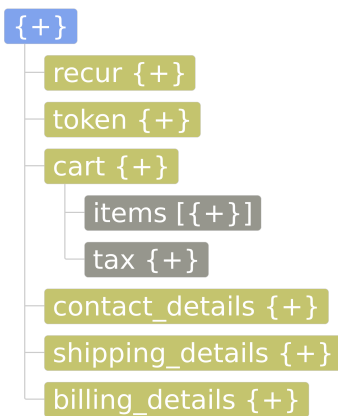 {+}
recur {+}
token {+}
cart {+}
items [{+}]
tax {+}
contact_details {+}
shipping_details {+}
billing_details {+}